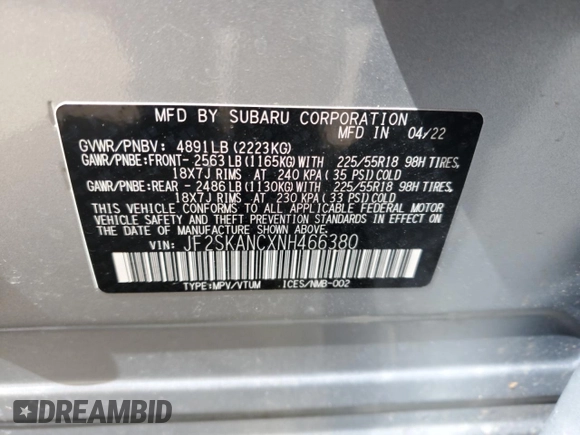 MFD BY SUBARU CORPORATION
MFD IN 04/22
GVWR/PNBV: 4891LB (2223KG)
GAWR/PNBE:FRONT- 2563LB (1165KG)WITH 225/55R18 98H TIRES,
18X7J RIMS AT 240 KPA ( 35 PSI)COLD
GAWR/PNBE:REAR - 2486LB (1130KG)WITH 225/55R18 98H TIRES,
18X7J RIMS AT 230 KPA ( 33 PSI)COLD
THIS VEHICLE CONFORMS TO ALL APPLICABLE FEDERAL MOTOR
VEHICLE SAFETY AND THEFT PREVENTION STANDARDS IN EFFECT ON
THE DATE OF MANUFACTURE SHOWN ABOVE.
VIN: JF2SKANCXNH466380
TYPE:MPV/VTUM ICES/NMB-002
DREAMBID